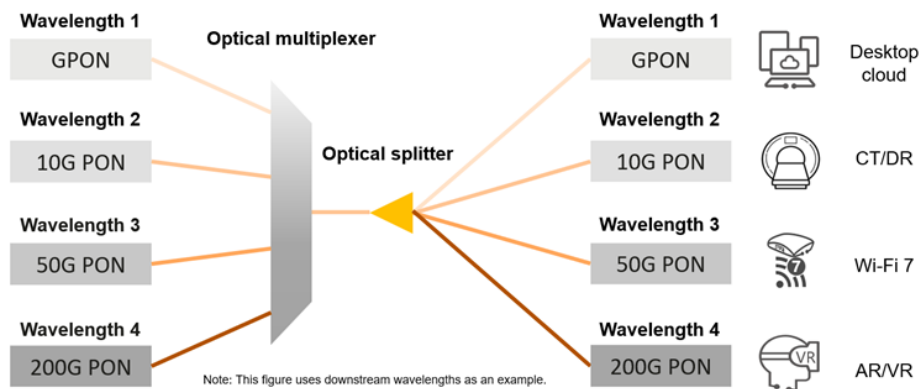 Wavelength 1
GPON
Optical multiplexer
Wavelength 1
GPON
Desktop
cloud
Wavelength 2
10G PON
Optical splitter
Wavelength 2
10G PON
CT/DR
Wavelength 3
50G PON
Wavelength 3
50G PON
7
Wi-Fi 7
Wavelength 4
200G PON
Note: This figure uses downstream wavelengths as an example.
Wavelength 4
200G PON
VR
AR/VR